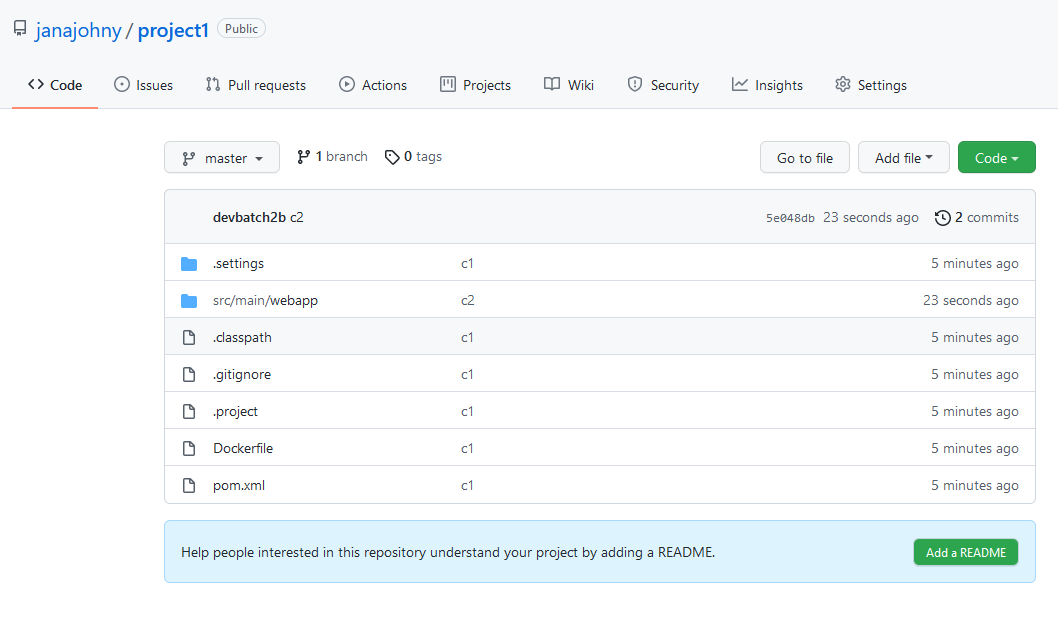 janajohny / project1 Public
Code Issues Pull requests Actions Projects Wiki Security Insights Settings
master 1 branch 0 tags Go to file Add file Code
devbatch2b c2 5e048db 23 seconds ago 2 commits
.settings c1 5 minutes ago
src/main/webapp c2 23 seconds ago
.classpath c1 5 minutes ago
.gitignore c1 5 minutes ago
.project c1 5 minutes ago
Dockerfile c1 5 minutes ago
pom.xml c1 5 minutes ago
Help people interested in this repository understand your project by adding a README. Add a README